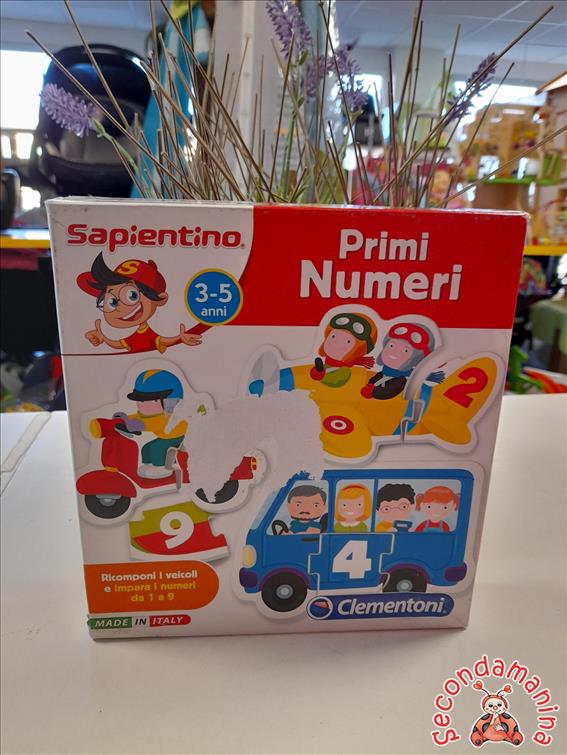 Sapientino
S
3-5
anni
Primi
Numeri
2
9
4
Ricomponi i veicoli
e impara i numeri
da 1 a 9
Clementoni
MADE IN ITALY
Secondamanina